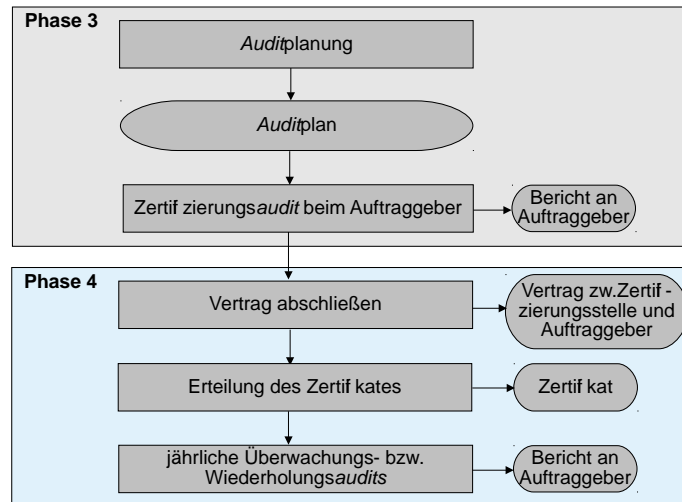 Phase 3
Auditplanung
Auditplan
Zertif zierungsaudit beim Auftraggeber
Bericht an
Auftraggeber
Phase 4
Vertrag abschließen
Vertrag zw.Zertif -
zierungsstelle und
Auftraggeber
Erteilung des Zertif kates
Zertif kat
jährliche Überwachungs- bzw.
Wiederholungsaudits
Bericht an
Auftraggeber